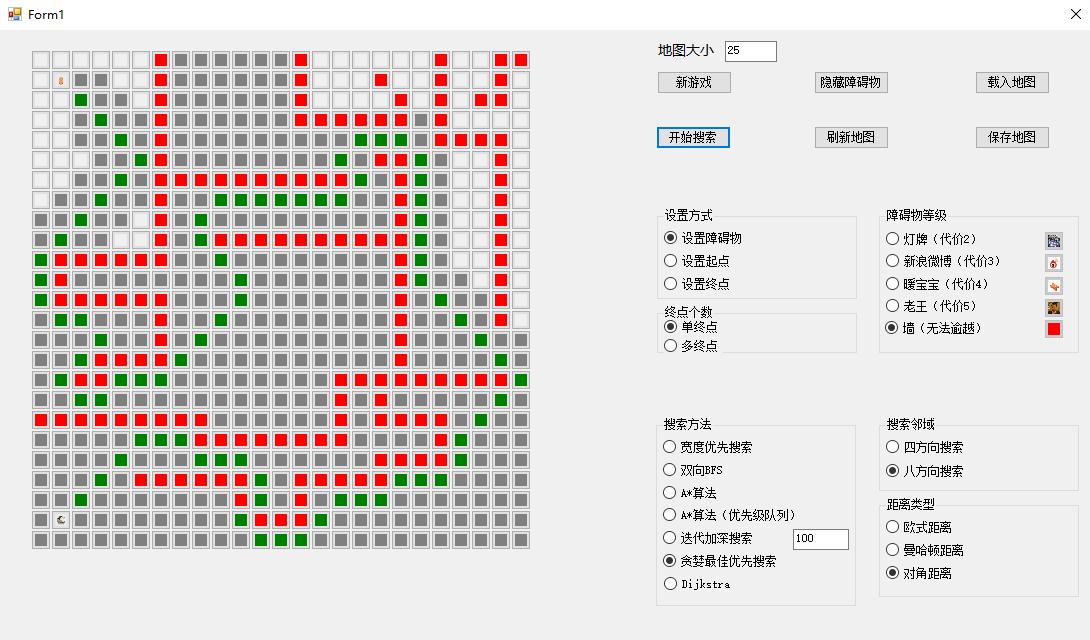 Form1
地图大小 25
新游戏 隐藏障碍物 载入地图
开始搜索 刷新地图 保存地图
设置方式
设置障碍物
设置起点
设置终点
终点个数
单终点
多终点
障碍物等级
灯牌（代价2）
新浪微博（代价3）
暖宝宝（代价4）
老王（代价5）
墙（无法逾越）
搜索方法
宽度优先搜索
双向BFS
A*算法
A*算法（优先级队列）
迭代加深搜索 100
贪婪最佳优先搜索
Dijkstra
搜索邻域
四方向搜索
八方向搜索
距离类型
欧式距离
曼哈顿距离
对角距离